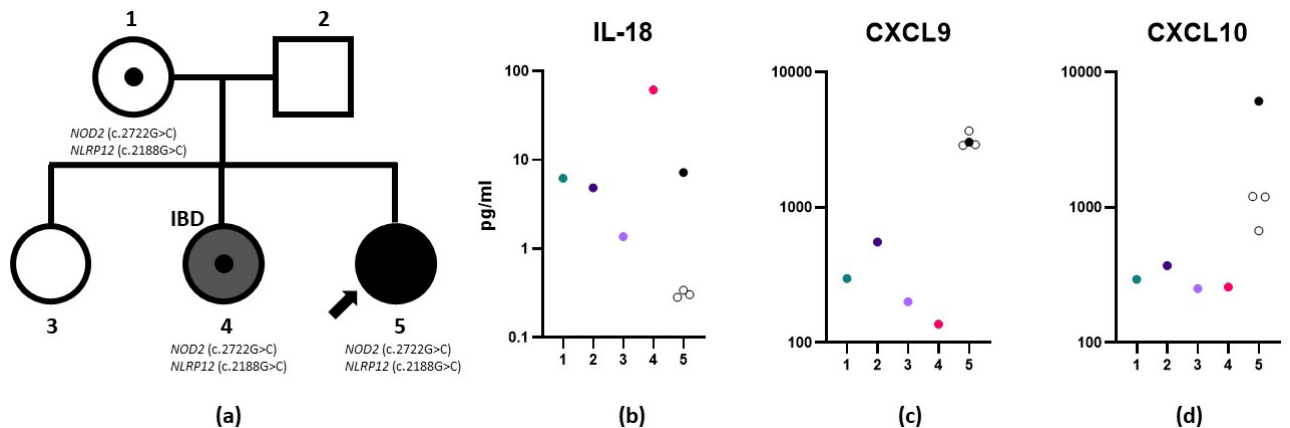 1
2
NOD2 (c.2722G>C)
NLRP12 (c.2188G>C)
IBD
3
4
5
NOD2 (c.2722G>C)
NLRP12 (c.2188G>C)
NOD2 (c.2722G>C)
NLRP12 (c.2188G>C)
(a)
IL-18
pg/ml
100
10
1
0.1
1 2 3 4 5
(b)
CXCL9
10000
1000
100
1 2 3 4 5
(c)
CXCL10
10000
1000
100
1 2 3 4 5
(d)